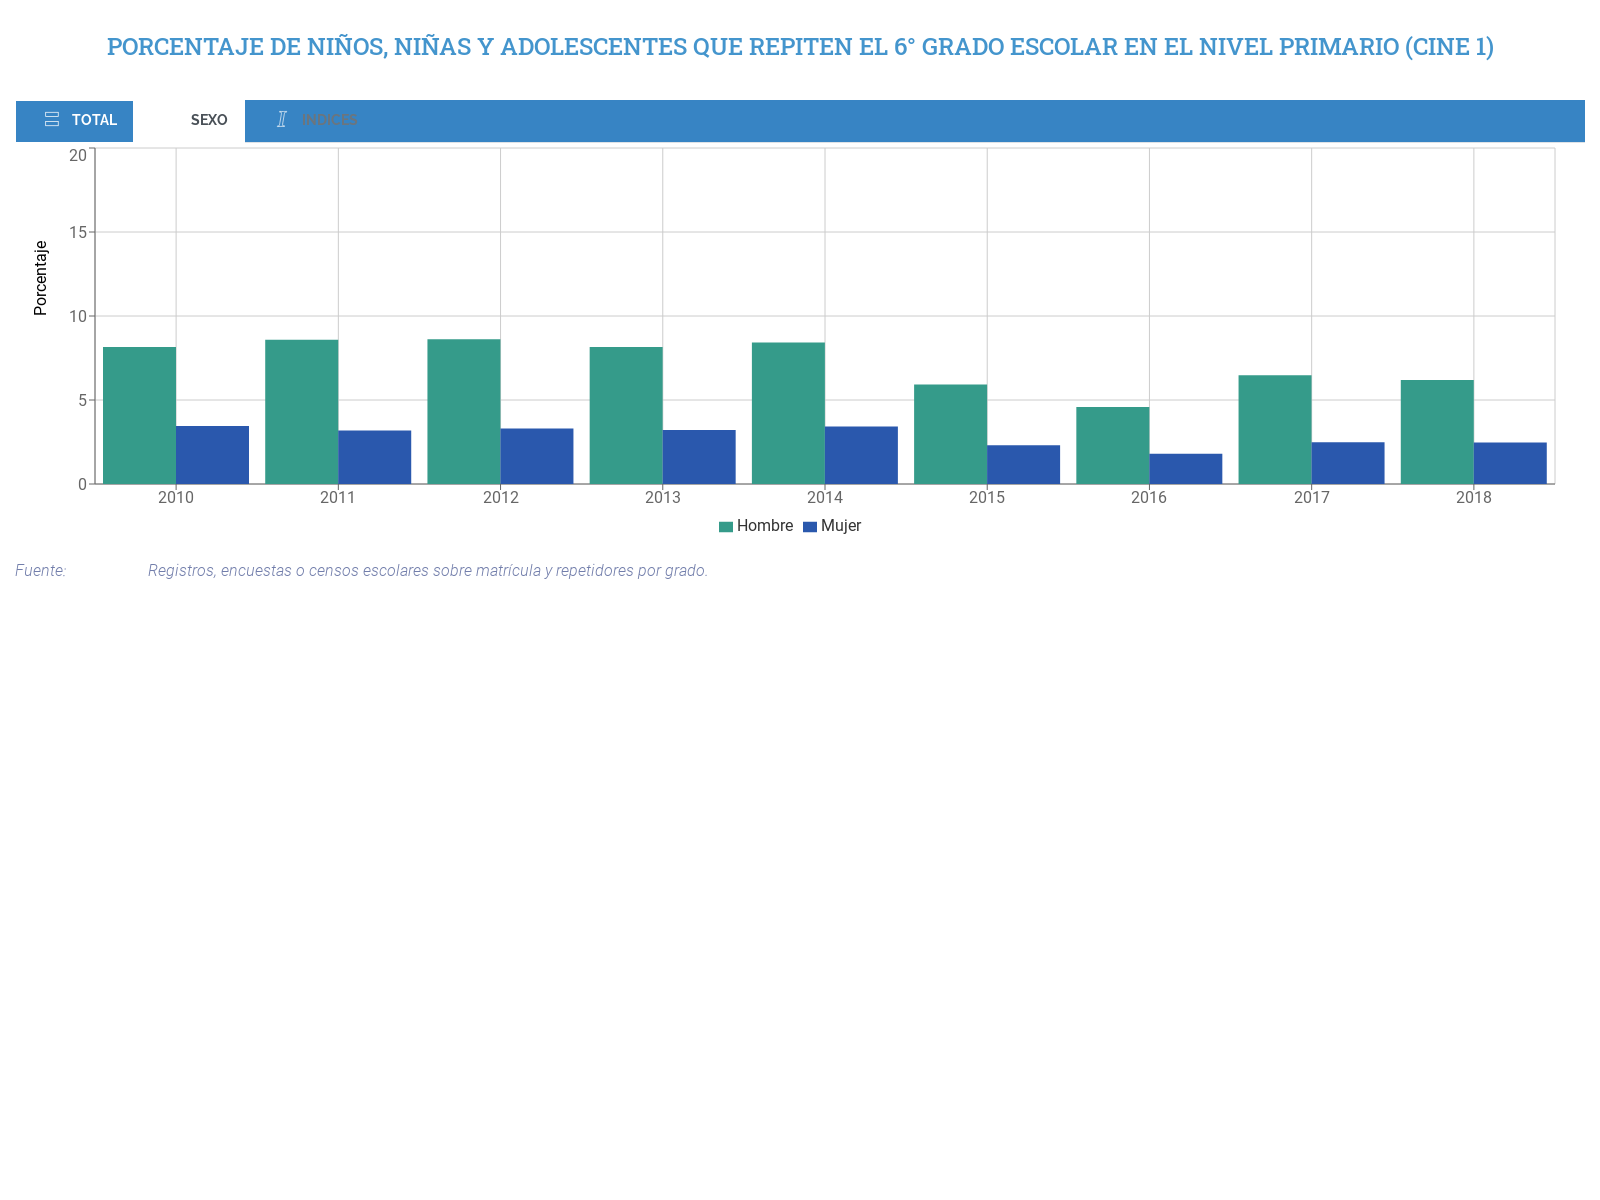 PORCENTAJE DE NIÑOS, NIÑAS Y ADOLESCENTES QUE REPITEN EL 6° GRADO ESCOLAR EN EL NIVEL PRIMARIO (CINE 1)
TOTAL SEXO INDICES
20
15
10
5
0
Porcentaje
2010 2011 2012 2013 2014 2015 2016 2017 2018
Hombre Mujer
Fuente: Registros, encuestas o censos escolares sobre matrícula y repetidores por grado.